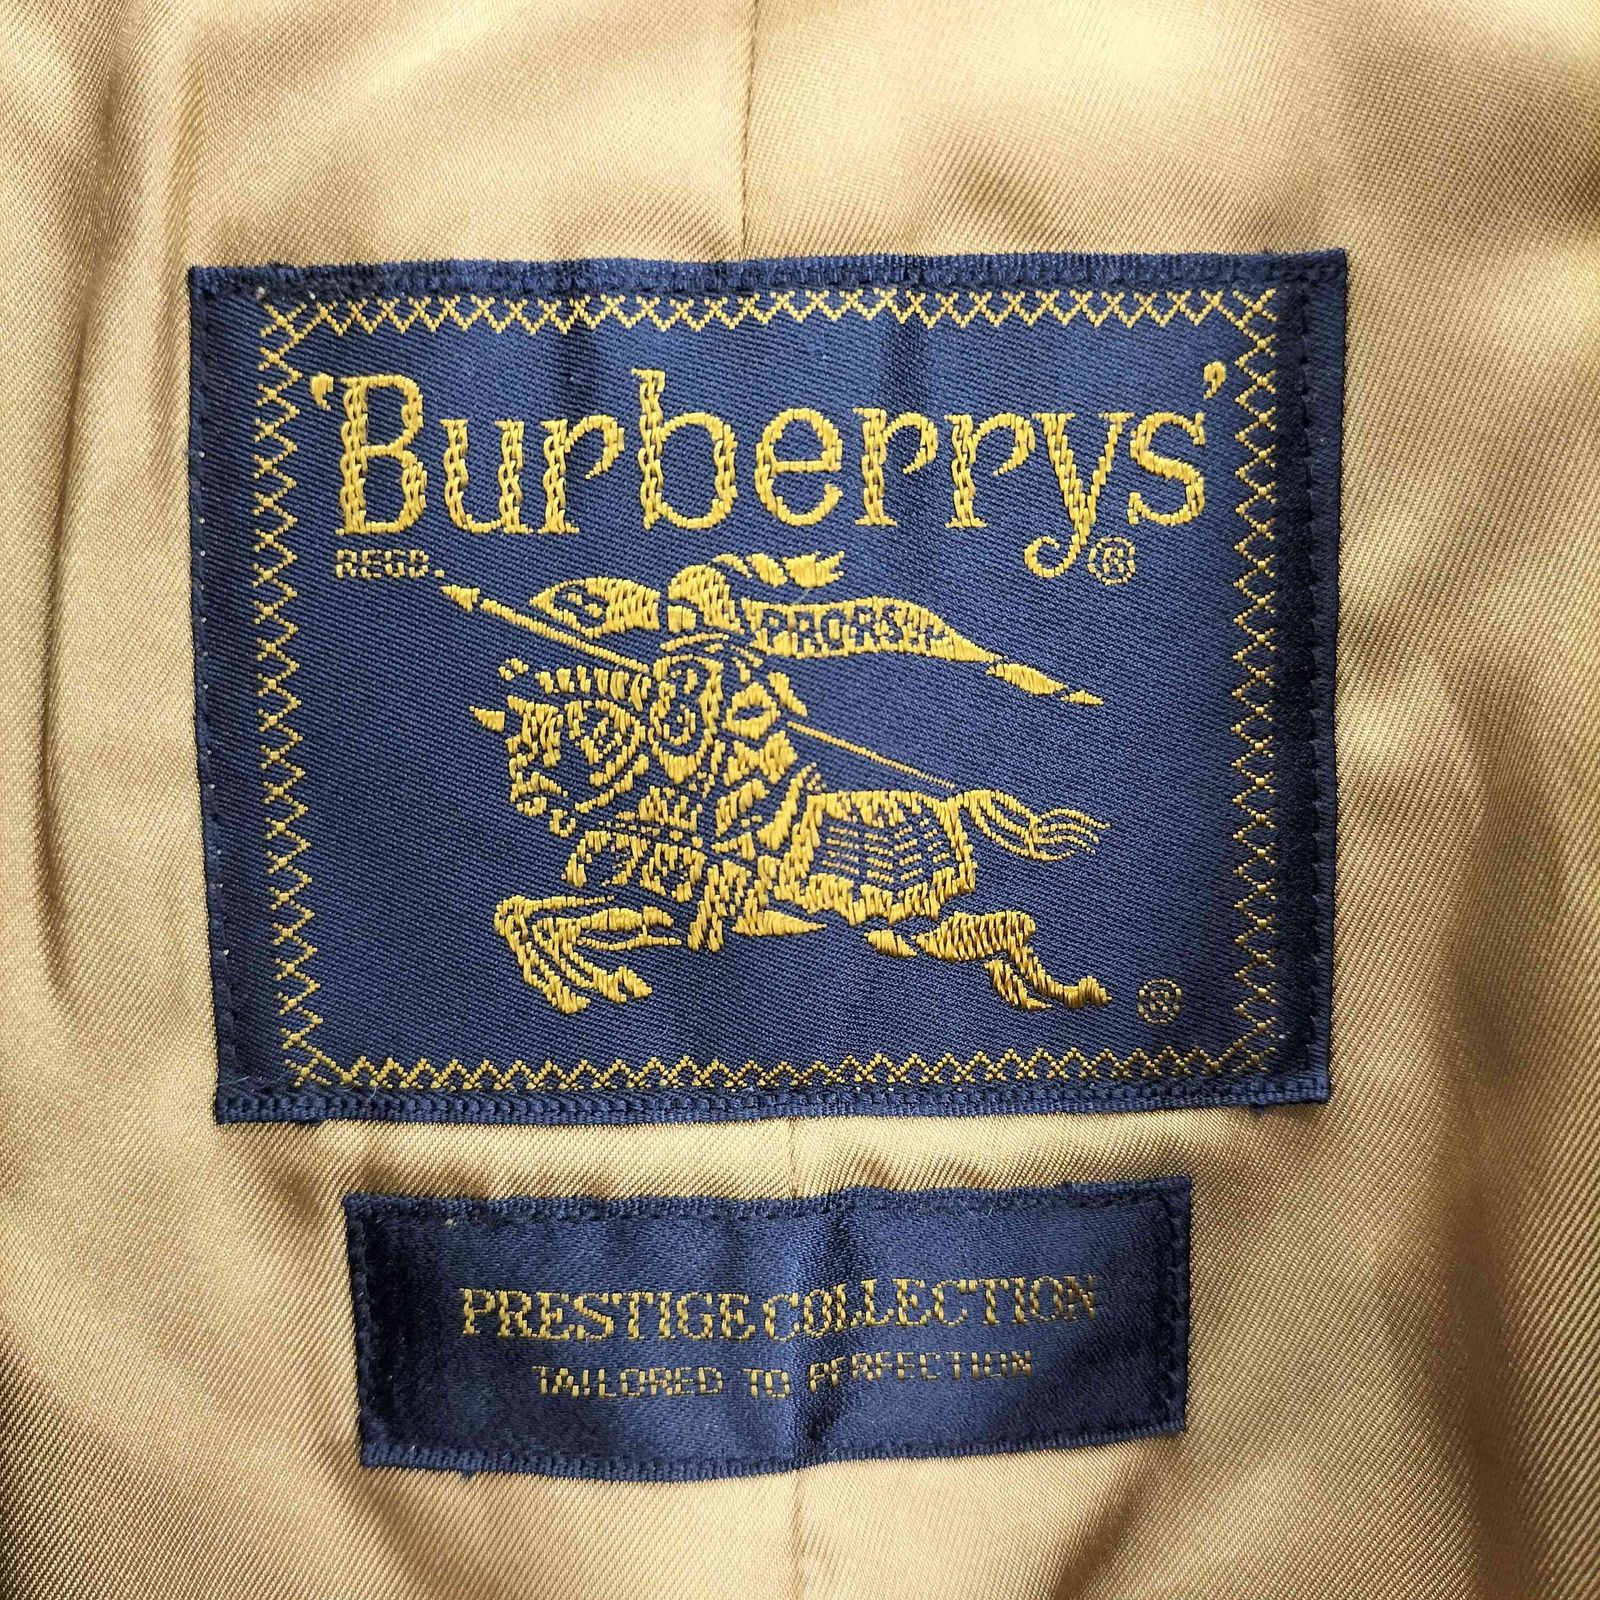 'Burberrys'®
REGD.
PRORSUM
®
PRESTIGE COLLECTION
TAILORED TO PERFECTION